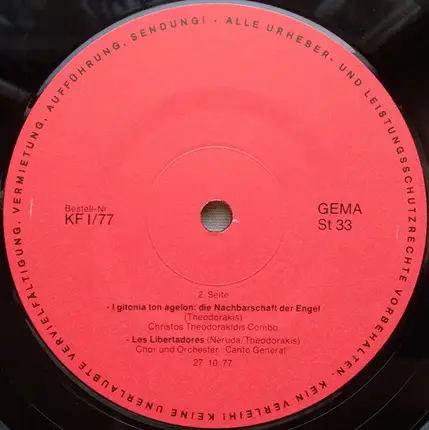 ALLE URHEBER- UND LEISTUNGSSCHUTZRECHTE VORBEHALTEN. KEIN VERLEIH! KEINE UNERLAUBTE VERVIELFÄLTIGUNG, VERMIETUNG, AUFFÜHRUNG, SENDUNG! -
Bestell-Nr
KF I/77
GEMA
St 33
2. Seite
- I gitonia ton agelon: die Nachbarschaft der Engel
(Theodorakis)
Christos Theodorakidis Combo
- Les Libertadores (Neruda/Theodorakis)
Chor und Orchester "Canto General"
27 10 77